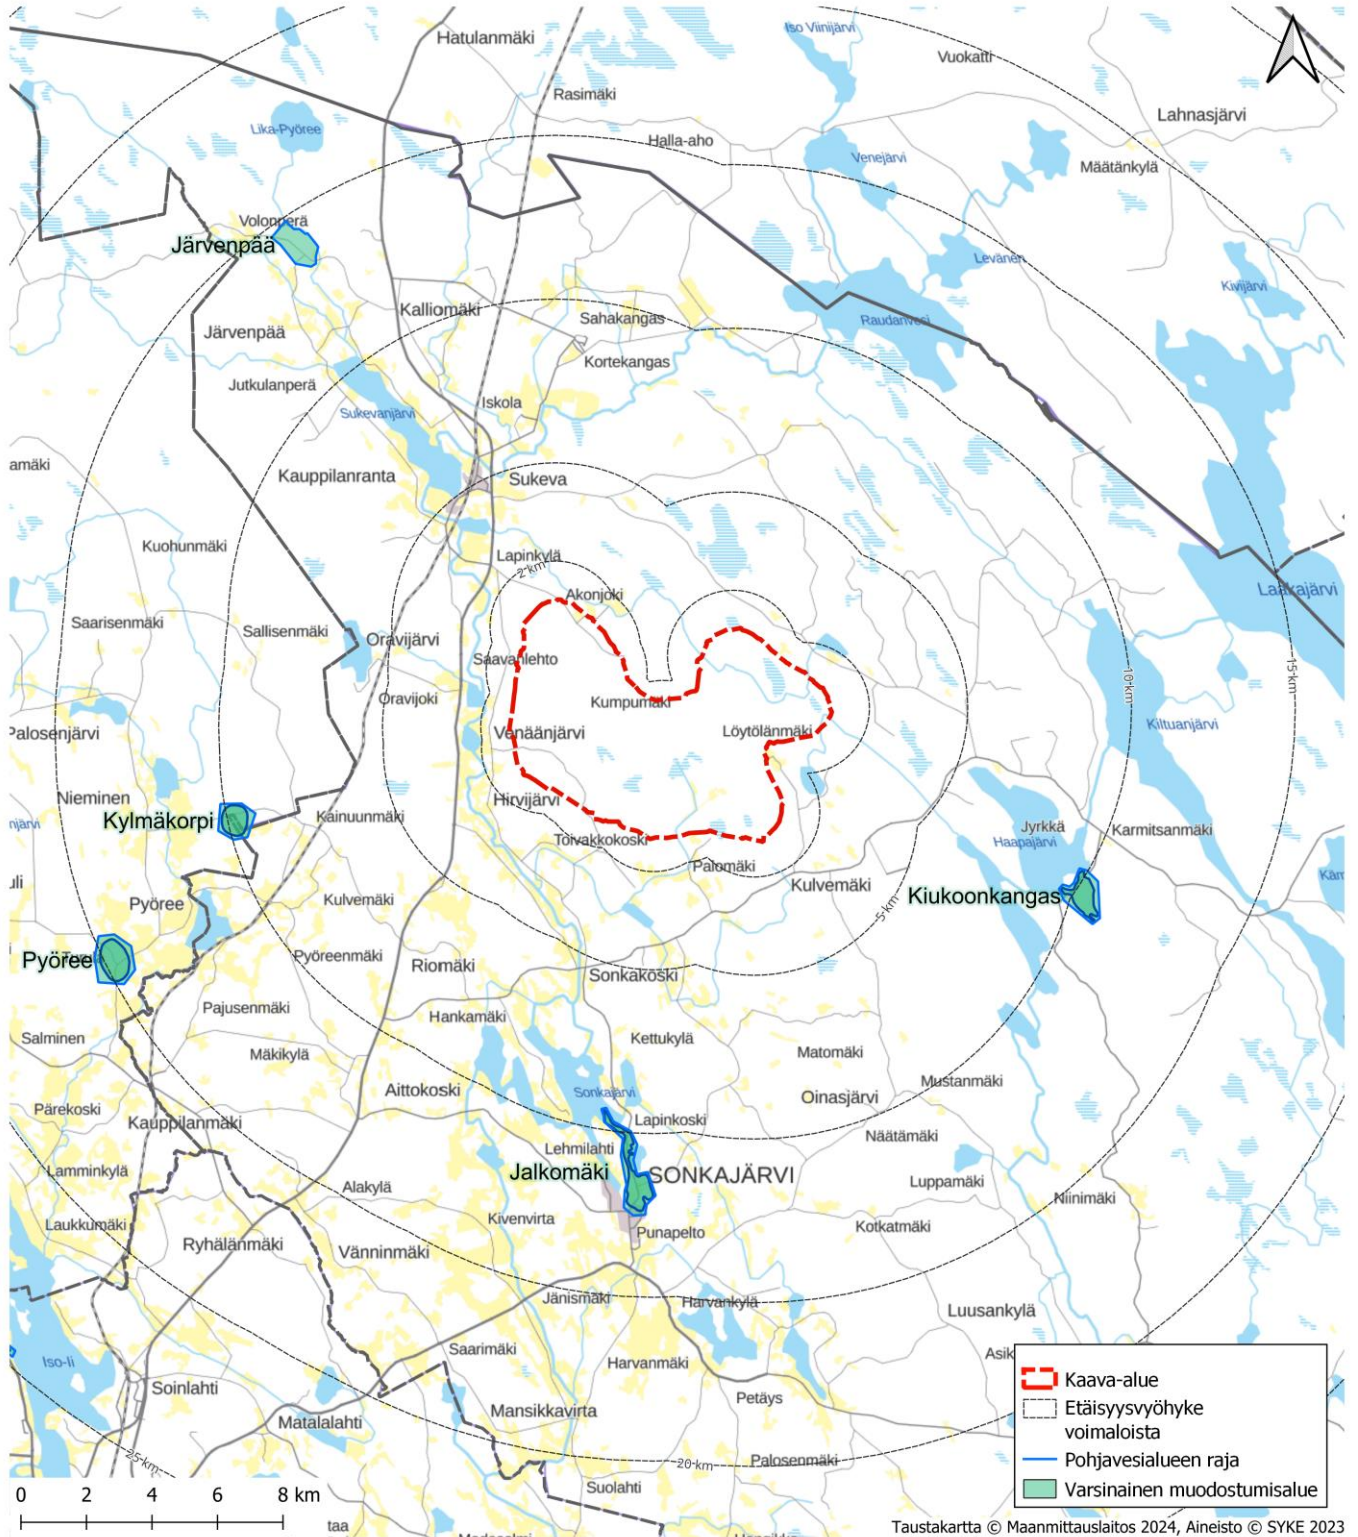 Iso Viinijärvi
Hatulanmäki
Vuokatti
Rasimäki
Lahnasjärvi
Lika-Pyöree
Halla-aho
Venejärvi
Määtänkylä
Volonperä
Järvenpää
Levänen
Kivijärvi
Kalliomäki
Sahakangas
Raudanvesi
Järvenpää
Kortekangas
Jutkulanperä
Iskola
Sukevanjärvi
amäki
Kauppilanranta
Sukeva
Kuohunmäki
Lapinkylä
2 km
Akonjoki
Laakajärvi
Saarisenmäki
Sallisenmäki
Oravijärvi
Saavanlehto
10 km
15 km
Oravijoki
Kumpumäki
Palosenjärvi
Venäänjärvi
Löytölänmäki
Kiltuanjärvi
Nieminen
Hirvijärvi
njärvi
Kylmäkorpi
Kainuunmäki
Jyrkkä
Karmitsanmäki
Toivakkokoski
Haapajärvi
Palomäki
Käm
uli
Kulvemäki
Kiukoonkangas
Pyöree
Kulvemäki
5 km
Pyöree
Pyöreenmäki
Riomäki
Sonkakoski
Pajusenmäki
Hankamäki
Salminen
Kettukylä
Mäkikylä
Matomäki
Aittokoski
Sonkajärvi
Mustanmäki
Oinasjärvi
Pärekoski
Kauppilanmäki
Lapinkoski
Näätämäki
Lehmilahti
Lamminkylä
Jalkomäki
SONKAJÄRVI
Luppamäki
Alakylä
Niinimäki
Laukkumäki
Kivenvirta
Kotkatmäki
Punapelto
Ryhälänmäki
Vänninmäki
Jänismäki
Harvankylä
Luusankylä
Saarimäki
Asik
Iso-Ii
Harvanmäki
Soinlahti
Petäys
Mansikkavirta
Matalalahti
25 km
20 km
Palosenmäki
Suolahti
taa
Kaava-alue
Etäisyysvyöhyke
voimaloista
Pohjavesialueen raja
Varsinainen muodostumisalue
0 2 4 6 8 km
Taustakartta © Maanmittauslaitos 2024, Aineisto © SYKE 2023